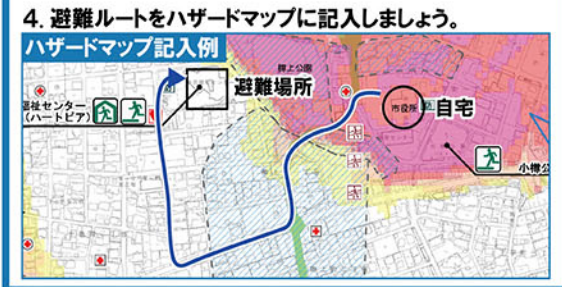 4. 避難ルートをハザードマップに記入しましょう。
ハザードマップ記入例
避難場所
福祉センター
(ハートピア)
市役所
自宅
小樽公